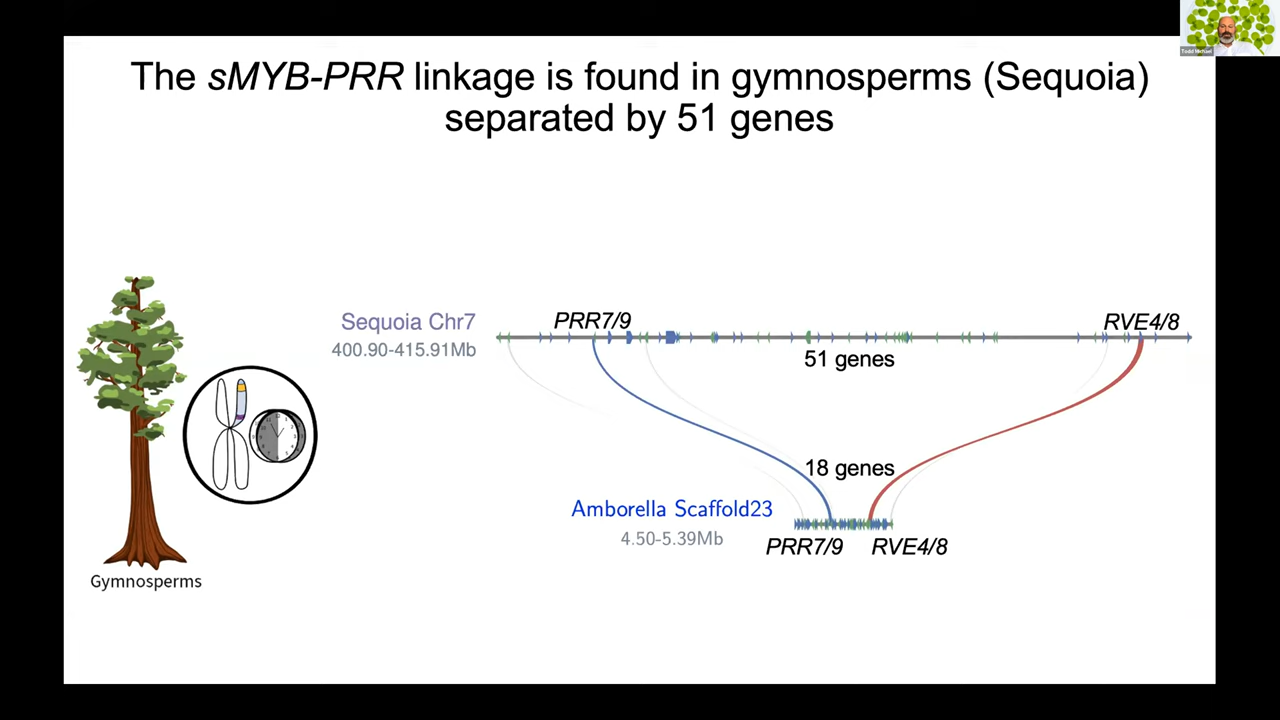 Todd Michael
The sMYB-PRR linkage is found in gymnosperms (Sequoia)
separated by 51 genes
Sequoia Chr7
400.90-415.91Mb
PRR7/9
RVE4/8
51 genes
18 genes
Amborella Scaffold23
4.50-5.39Mb
PRR7/9
RVE4/8
Gymnosperms